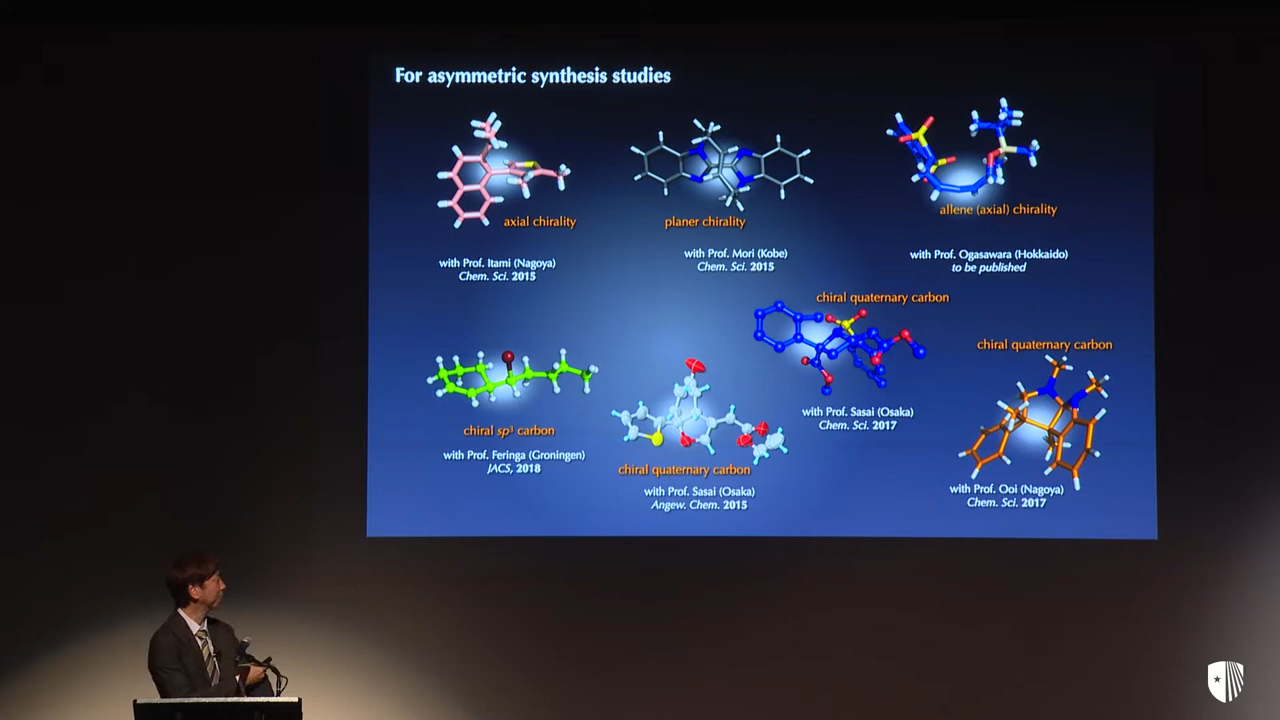 For asymmetric synthesis studies
axial chirality
with Prof. Itami (Nagoya)
Chem. Sci. 2015
planer chirality
with Prof. Mori (Kobe)
Chem. Sci. 2015
allene (axial) chirality
with Prof. Ogasawara (Hokkaido)
to be published
chiral sp³ carbon
with Prof. Feringa (Groningen)
JACS, 2018
chiral quaternary carbon
with Prof. Sasai (Osaka)
Angew. Chem. 2015
chiral quaternary carbon
with Prof. Sasai (Osaka)
Chem. Sci. 2017
chiral quaternary carbon
with Prof. Ooi (Nagoya)
Chem. Sci. 2017